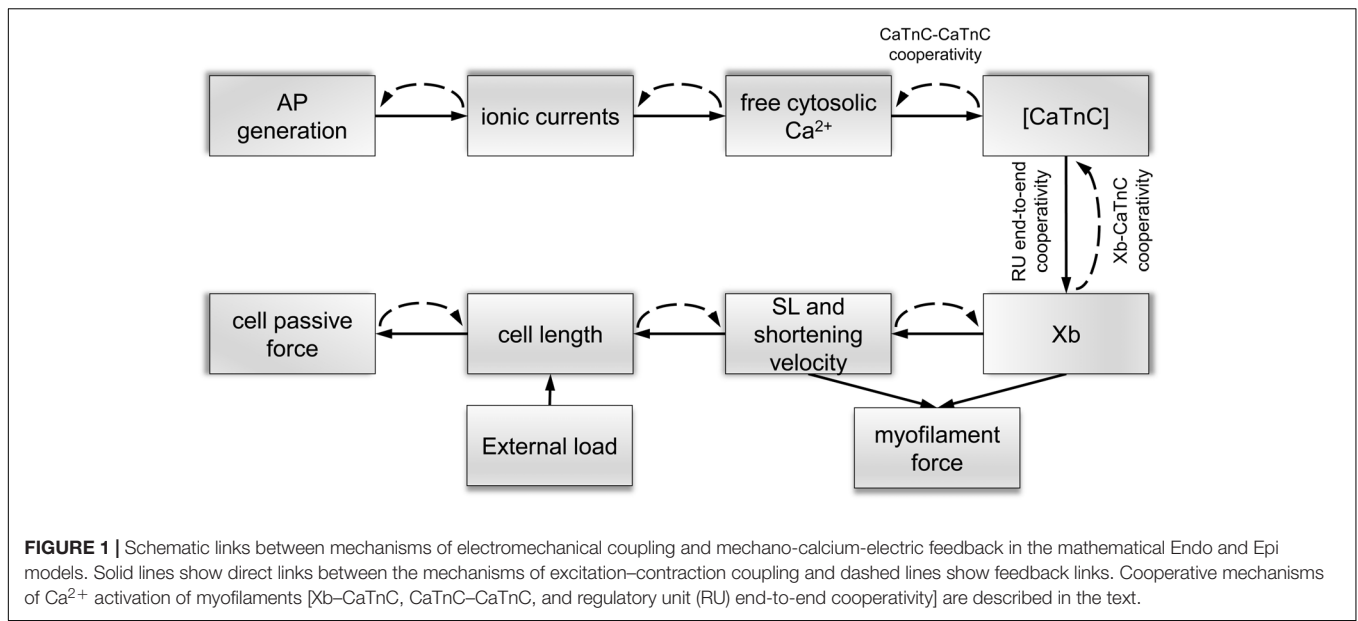 CaTnC-CaTnC
cooperativity
AP
generation
ionic currents
free cytosolic
Ca²⁺
[CaTnC]
RU end-to-end
cooperativity
Xb-CaTnC
cooperativity
cell passive
force
cell length
SL and
shortening
velocity
Xb
External load
myofilament
force
FIGURE 1 | Schematic links between mechanisms of electromechanical coupling and mechano-calcium-electric feedback in the mathematical Endo and Epi
models. Solid lines show direct links between the mechanisms of excitation–contraction coupling and dashed lines show feedback links. Cooperative mechanisms
of Ca²⁺ activation of myofilaments [Xb–CaTnC, CaTnC–CaTnC, and regulatory unit (RU) end-to-end cooperativity] are described in the text.